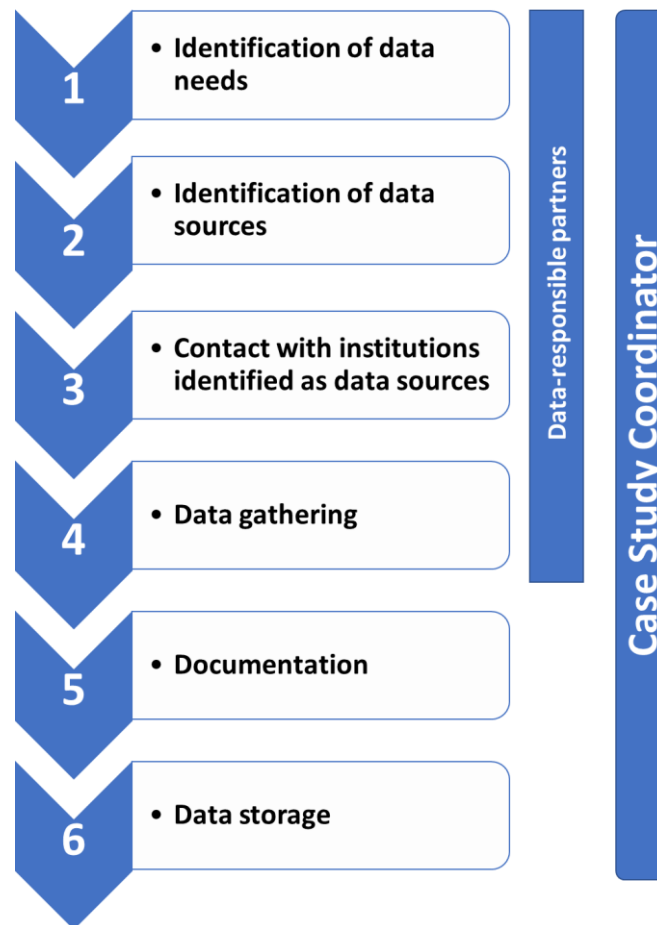 1
• Identification of data
needs
2
• Identification of data
sources
3
• Contact with institutions
identified as data sources
4
• Data gathering
5
• Documentation
6
• Data storage
Data-responsible partners
Case Study Coordinator